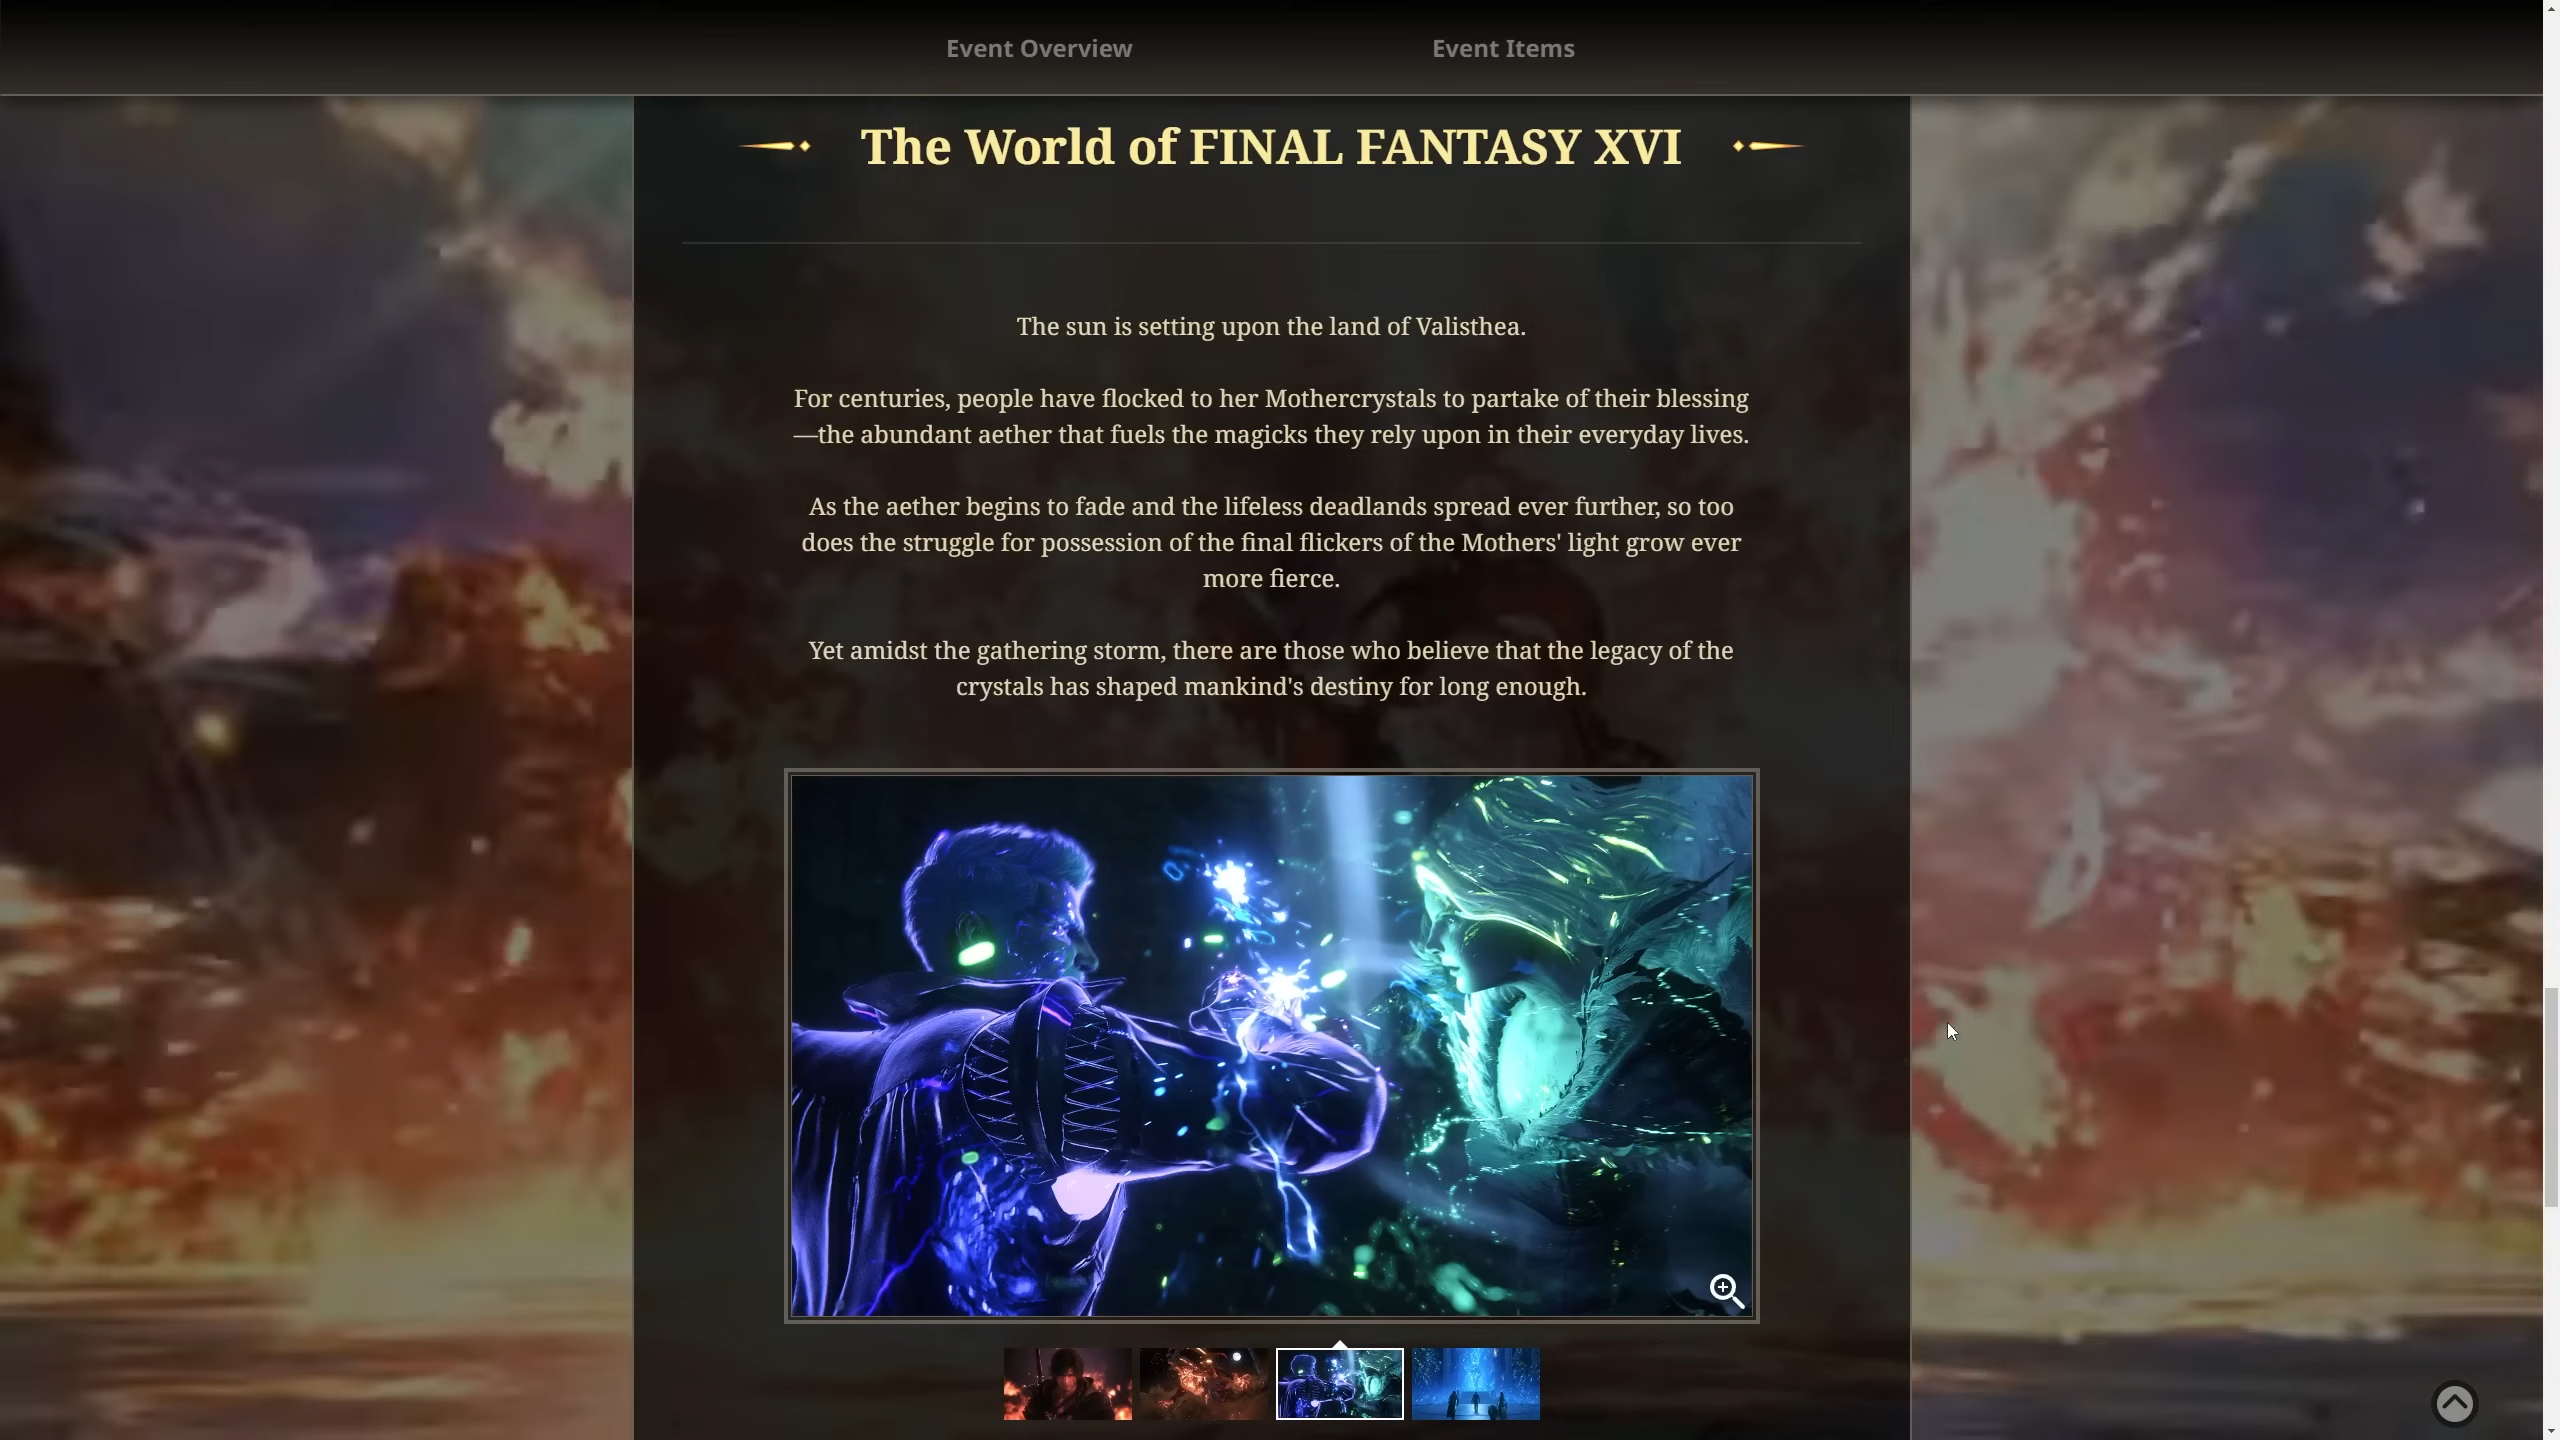 Event Overview
Event Items
The World of FINAL FANTASY XVI
The sun is setting upon the land of Valisthea.
For centuries, people have flocked to her Mothercrystals to partake of their blessing
—the abundant aether that fuels the magicks they rely upon in their everyday lives.
As the aether begins to fade and the lifeless deadlands spread ever further, so too
does the struggle for possession of the final flickers of the Mothers' light grow ever
more fierce.
Yet amidst the gathering storm, there are those who believe that the legacy of the
crystals has shaped mankind's destiny for long enough.